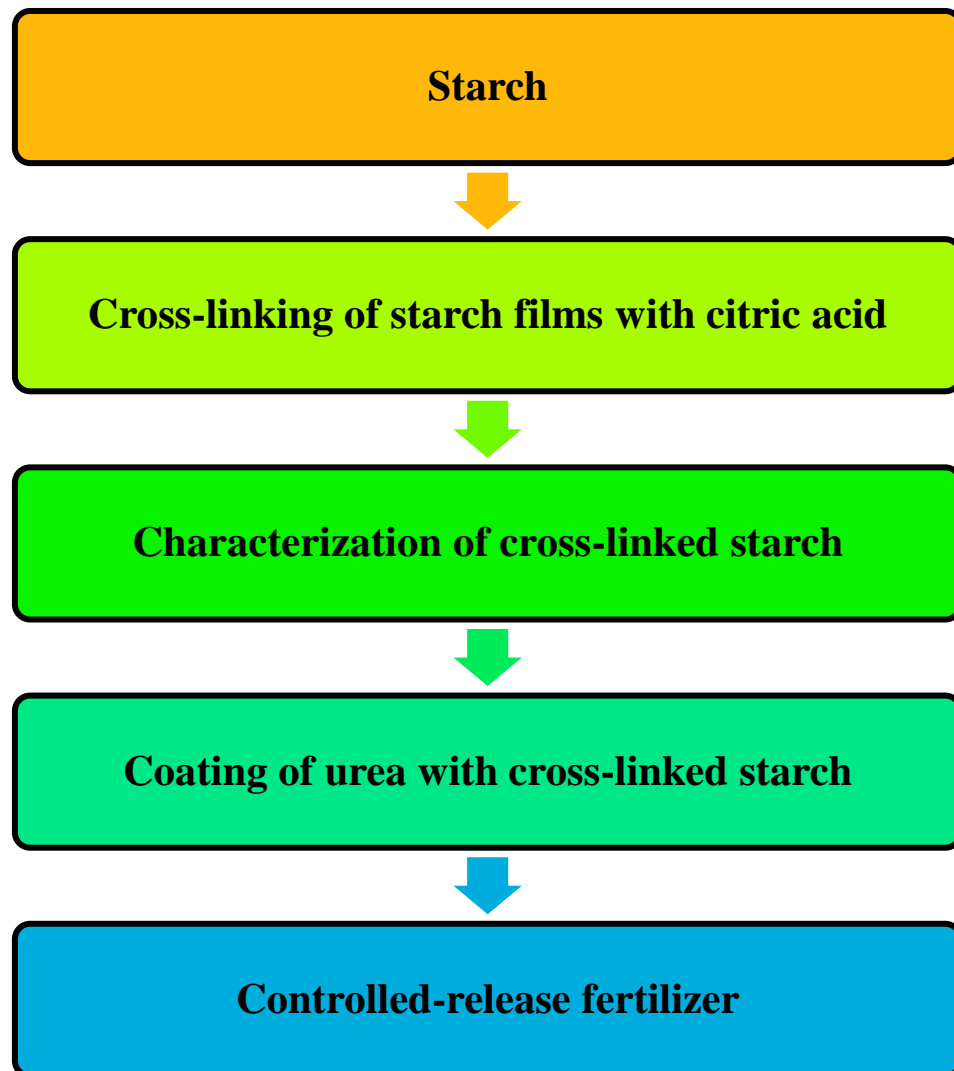 Starch
Cross-linking of starch films with citric acid
Characterization of cross-linked starch
Coating of urea with cross-linked starch
Controlled-release fertilizer